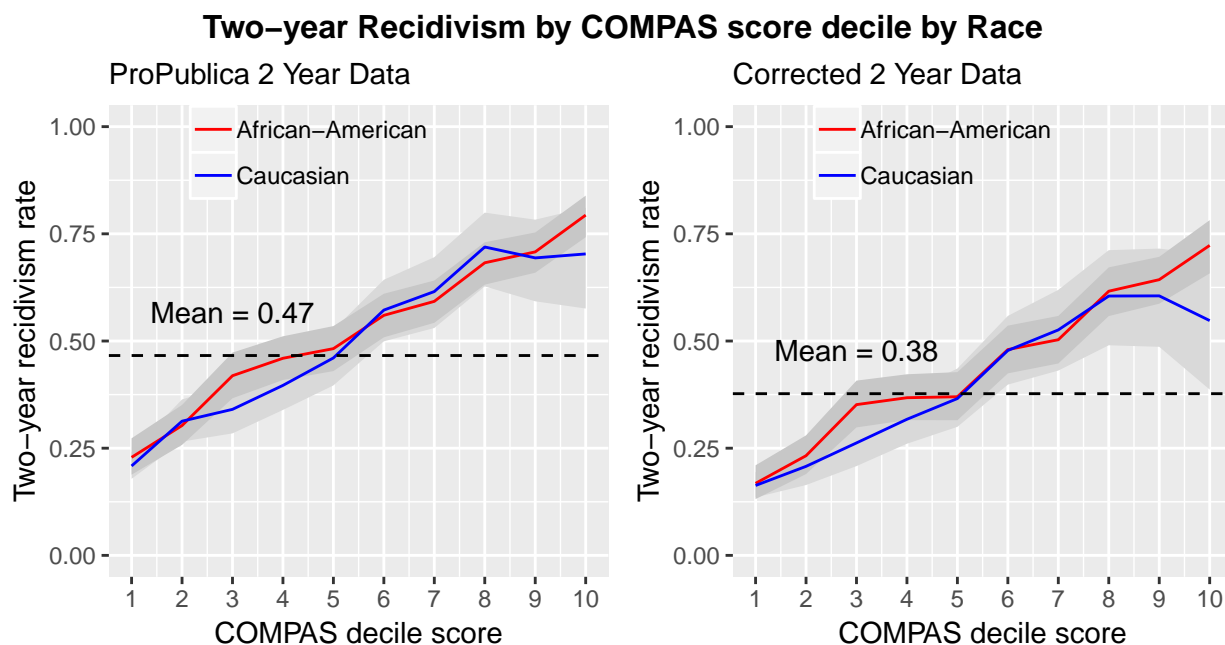 Two−year Recidivism by COMPAS score decile by Race
ProPublica 2 Year Data
African−American
Caucasian
Mean = 0.47
1.00
0.75
0.50
0.25
0.00
Two−year recidivism rate
1 2 3 4 5 6 7 8 9 10
COMPAS decile score
Corrected 2 Year Data
African−American
Caucasian
Mean = 0.38
1.00
0.75
0.50
0.25
0.00
Two−year recidivism rate
1 2 3 4 5 6 7 8 9 10
COMPAS decile score